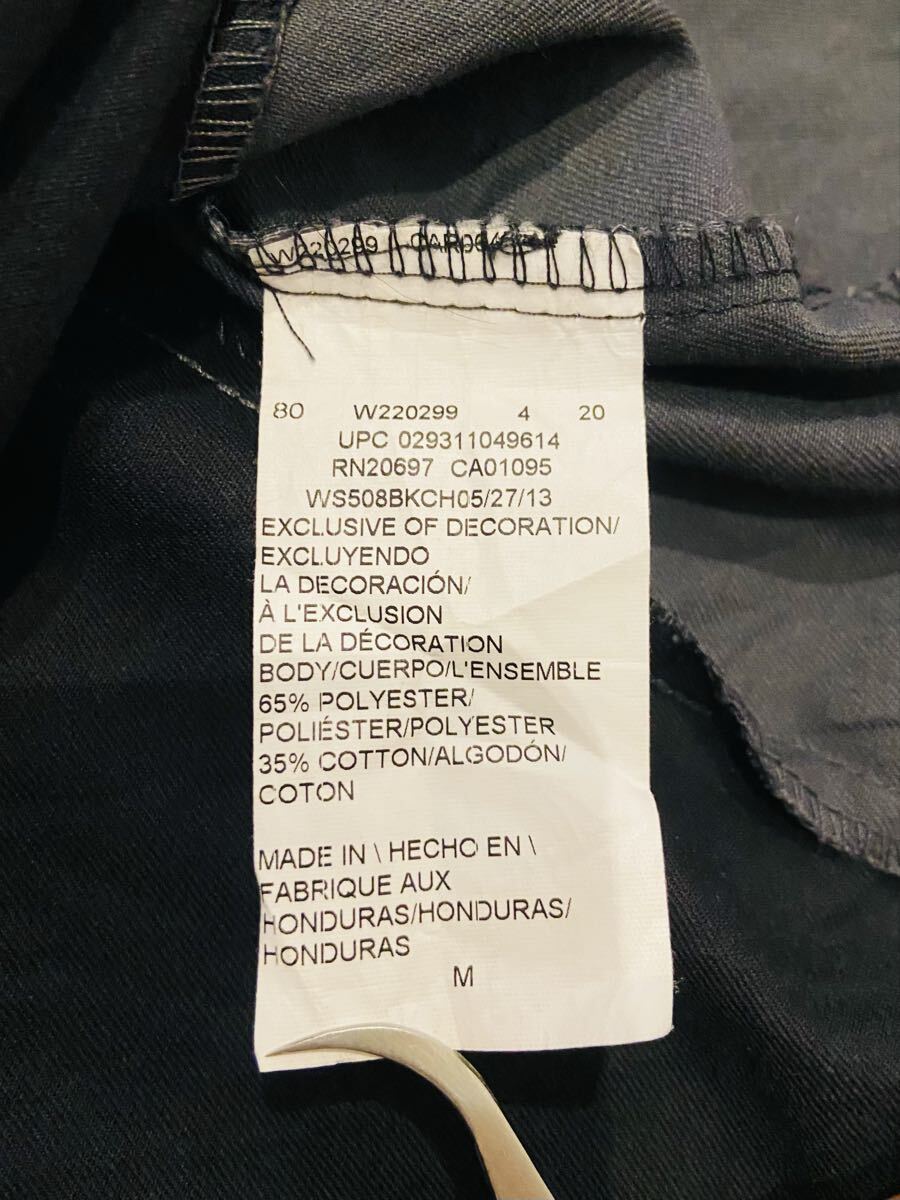 W220299
80 W220299 4 20
UPC 029311049614
RN20697 CA01095
WS508BKCH05/27/13
EXCLUSIVE OF DECORATION/
EXCLUYENDO
LA DECORACIÓN/
À L'EXCLUSION
DE LA DÉCORATION
BODY/CUERPO/L'ENSEMBLE
65% POLYESTER/
POLIÉSTER/POLYESTER
35% COTTON/ALGODÓN/
COTON
MADE IN \ HECHO EN \
FABRIQUE AUX
HONDURAS/HONDURAS/
HONDURAS
M